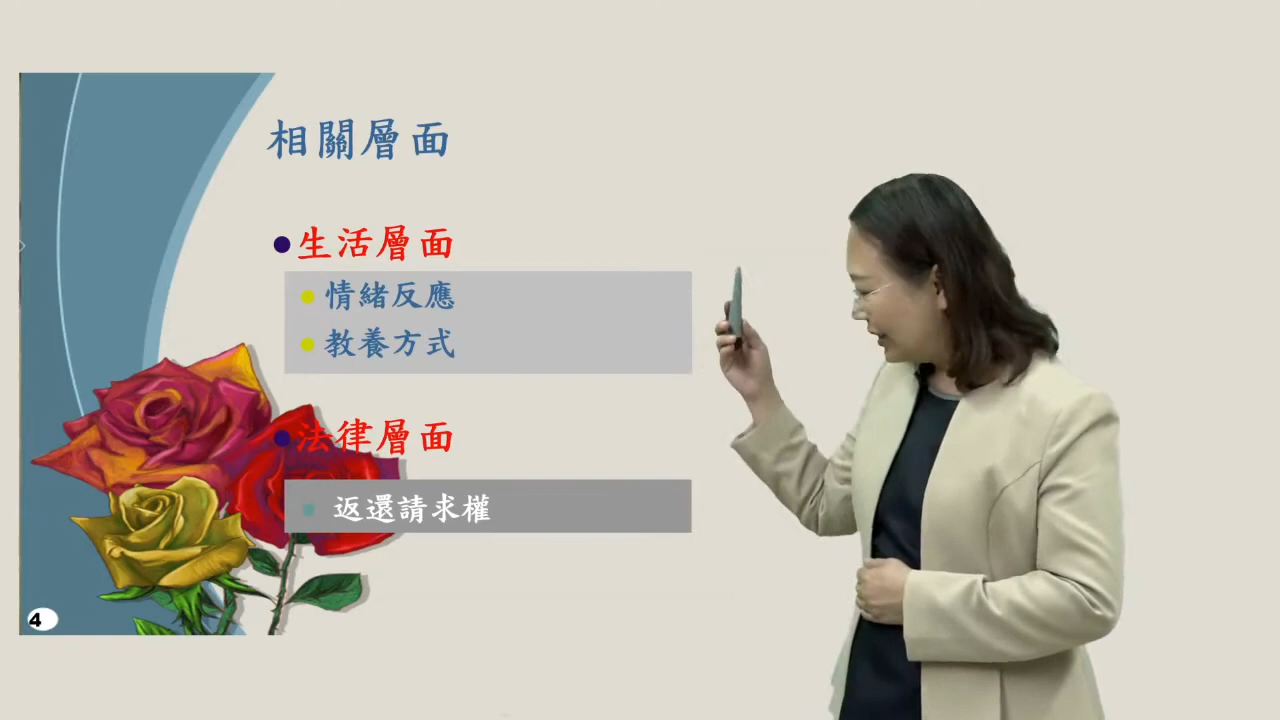 相關層面
生活層面
情緒反應
教養方式
法律層面
返還請求權
4